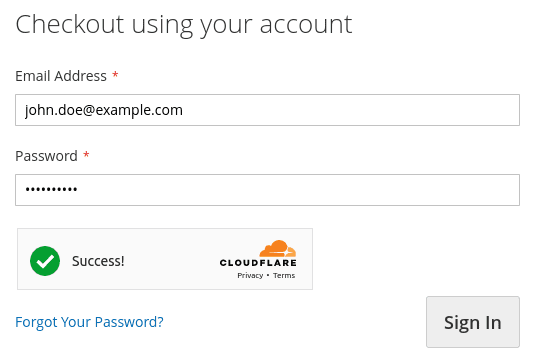 Checkout using your account
Email Address *
john.doe@example.com
Password *
••••••••••
Success!
CLOUDFLARE
Privacy • Terms
Forgot Your Password?
Sign In